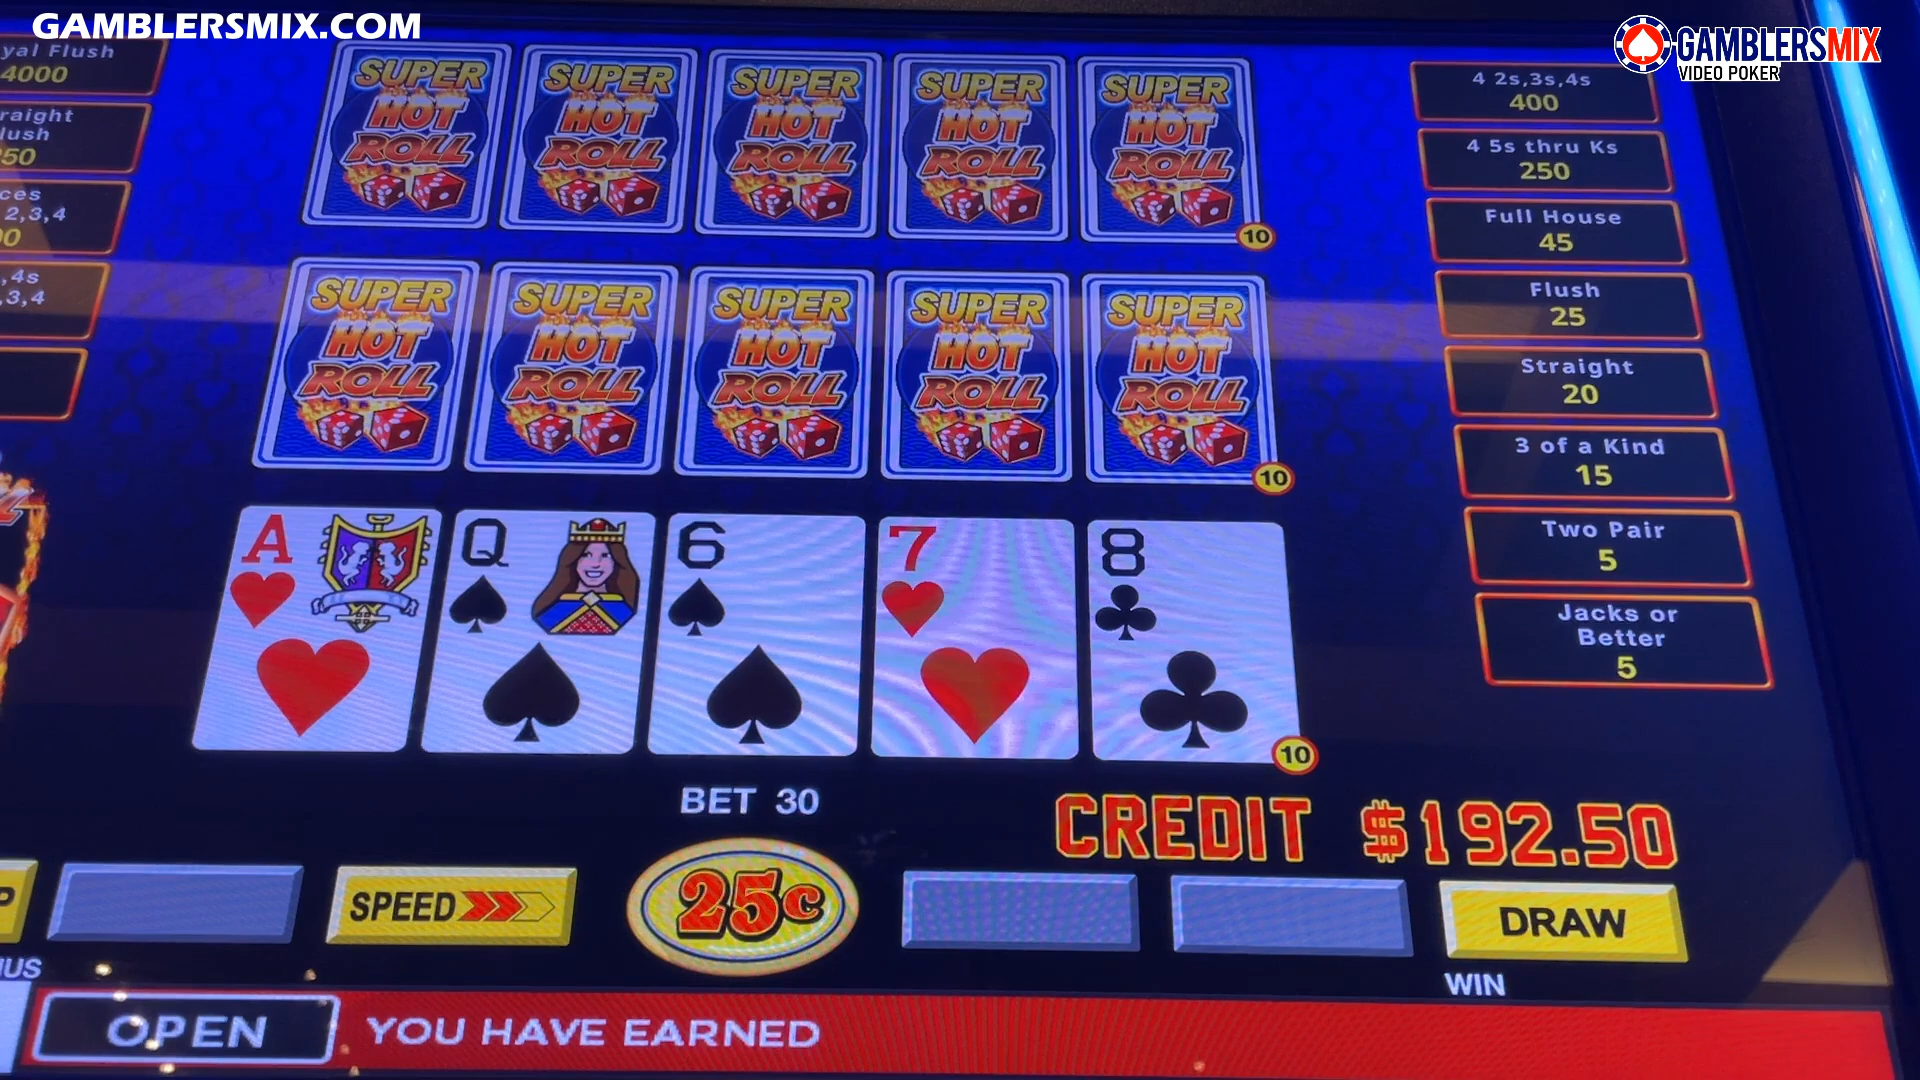 GAMBLERSMIX.COM
GAMBLERSMIX
VIDEO POKER
yal Flush
4000
raight
lush
250
ces
2,3,4
00
,4s
,3,4
SUPER HOT ROLL
SUPER HOT ROLL
SUPER HOT ROLL
SUPER HOT ROLL
SUPER HOT ROLL
10
SUPER HOT ROLL
SUPER HOT ROLL
SUPER HOT ROLL
SUPER HOT ROLL
SUPER HOT ROLL
10
4 2s,3s,4s
400
4 5s thru Ks
250
Full House
45
Flush
25
Straight
20
3 of a Kind
15
Two Pair
5
Jacks or
Better
5
A
Q
6
7
8
10
BET 30
CREDIT $192.50
P
SPEED
25¢
DRAW
WIN
NUS
OPEN
YOU HAVE EARNED